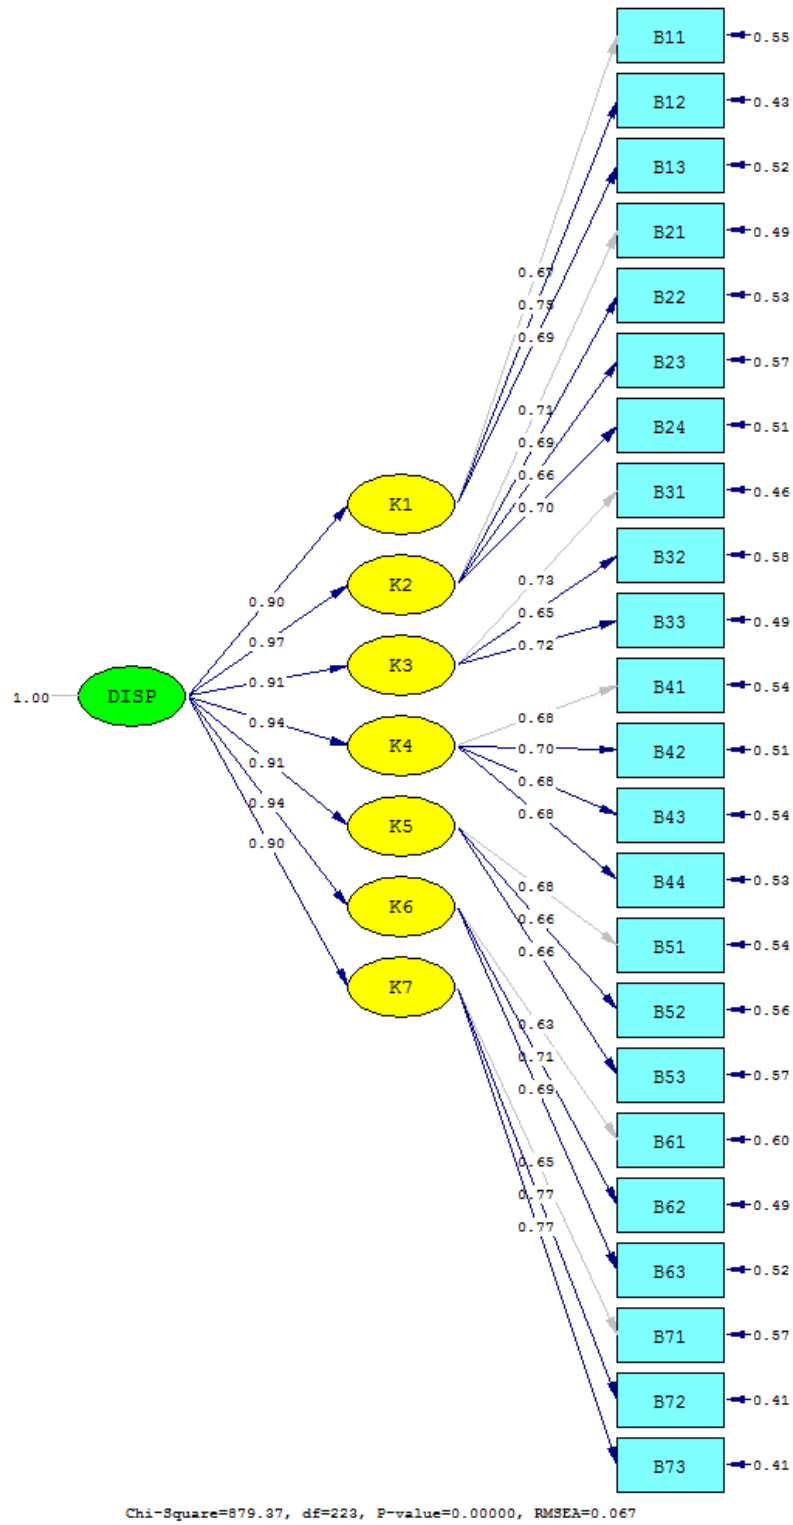 B11 0.55
B12 0.43
B13 0.52
B21 0.49
0.67
B22 0.53
0.75
0.69
B23 0.57
0.71
B24 0.51
0.69
0.66
B31 0.46
K1
0.70
B32 0.58
0.73
K2
0.90
0.65
B33 0.49
0.97
0.72
K3
0.91
B41 0.54
1.00 DISP
0.94
0.68
K4
0.70
B42 0.51
0.91
0.68
0.94
0.68
B43 0.54
K5
0.90
B44 0.53
0.68
K6
0.66
B51 0.54
0.66
K7
B52 0.56
0.63
0.71
B53 0.57
0.69
B61 0.60
0.65
0.77
B62 0.49
0.77
B63 0.52
B71 0.57
B72 0.41
B73 0.41
Chi-Square=879.37, df=223, P-value=0.00000, RMSEA=0.067